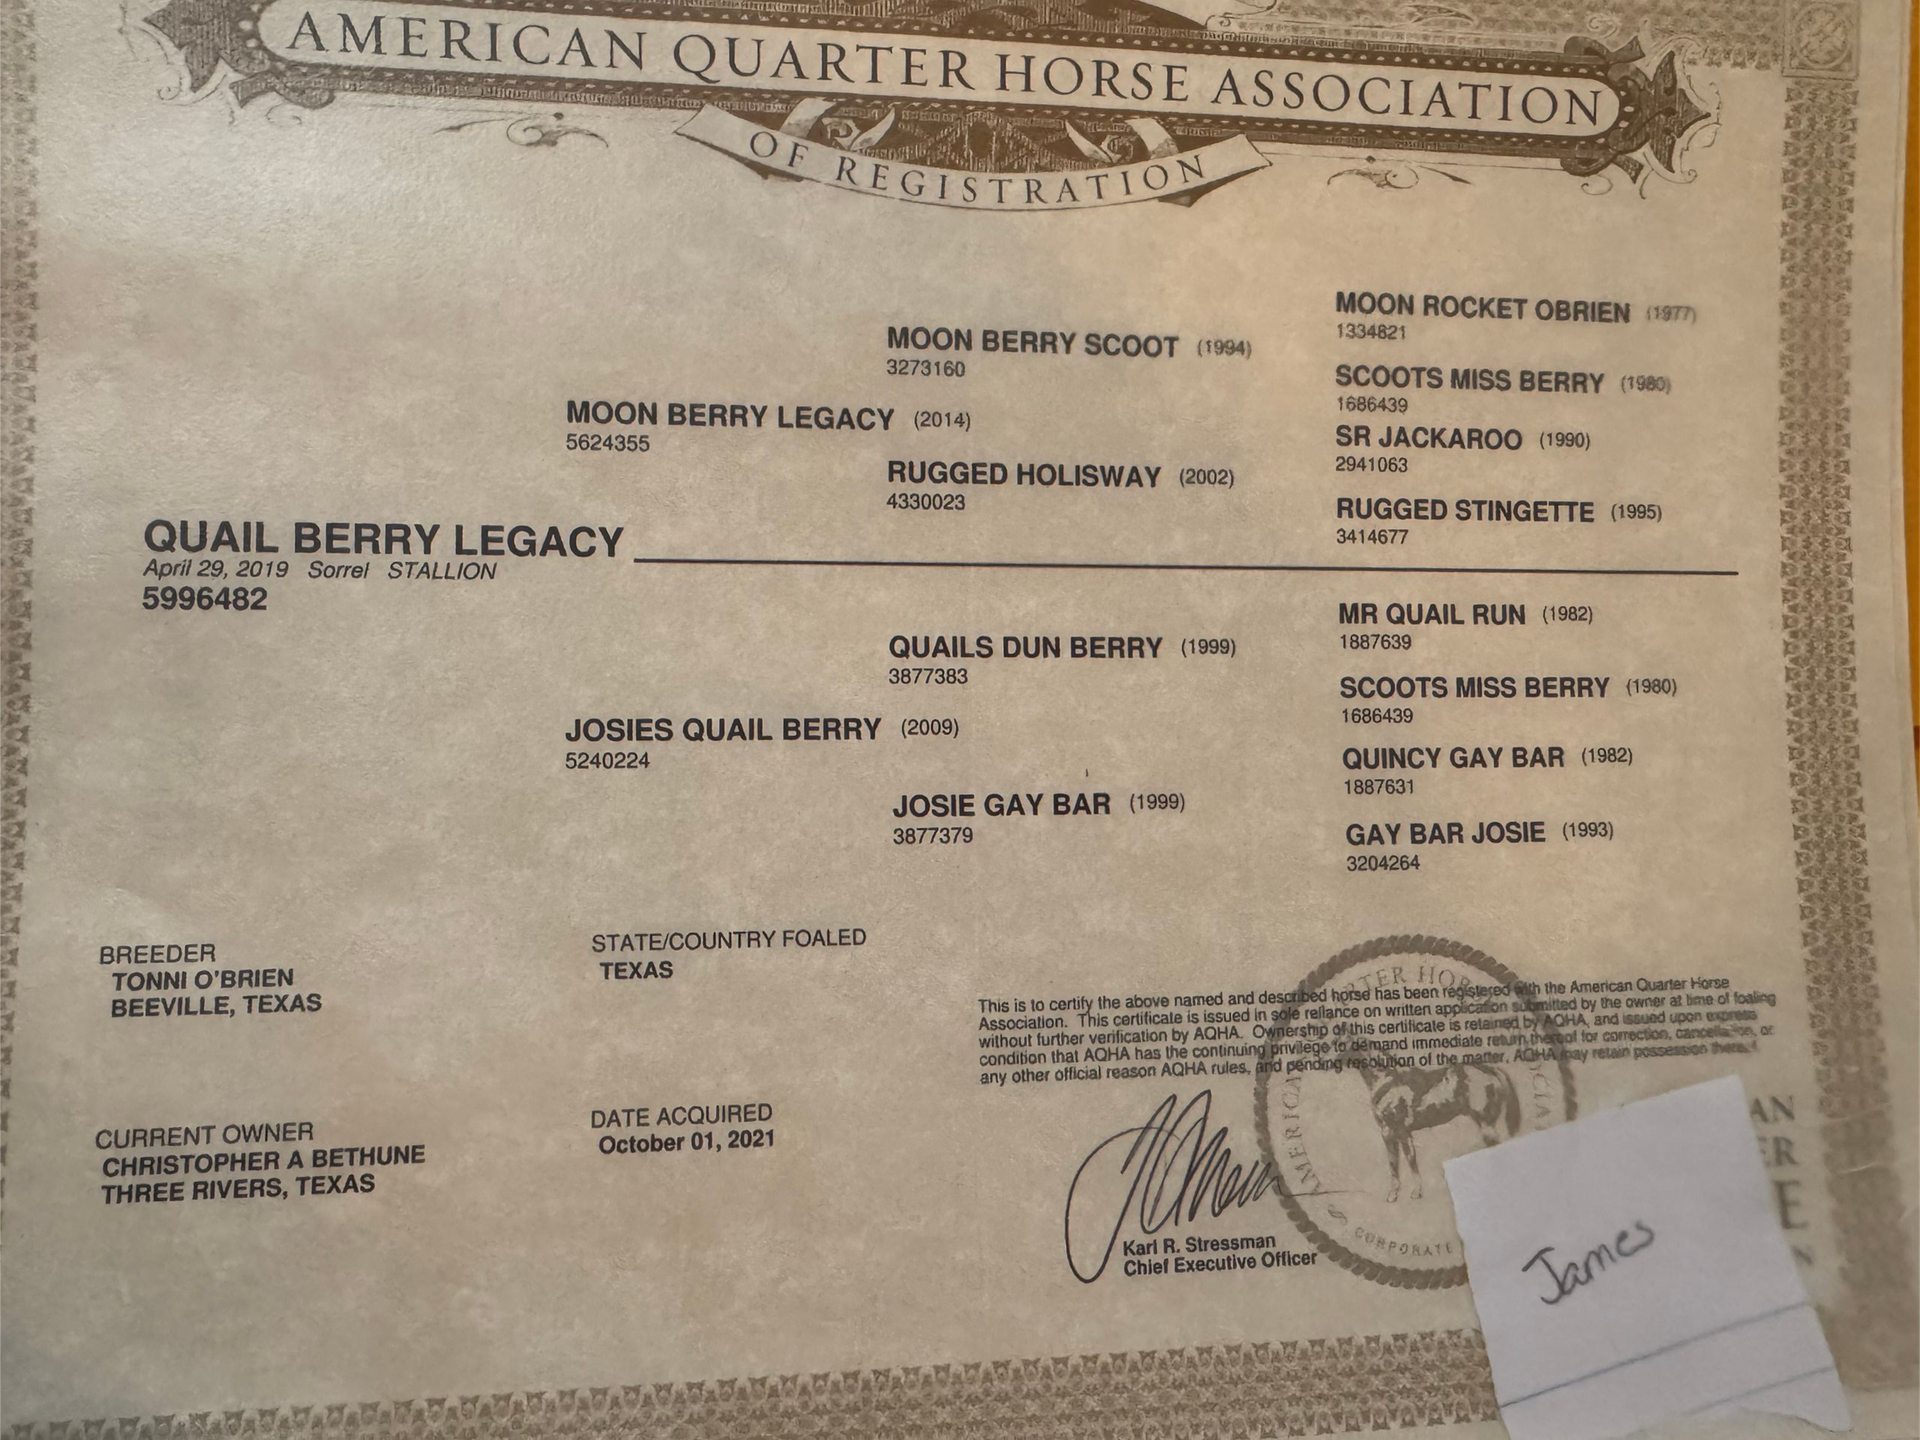 AMERICAN QUARTER HORSE ASSOCIATION
OF REGISTRATION
MOON ROCKET OBRIEN (1977)
1334821
MOON BERRY SCOOT (1994)
3273160
SCOOTS MISS BERRY (1980)
1686439
MOON BERRY LEGACY (2014)
5624355
SR JACKAROO (1990)
2941063
RUGGED HOLISWAY (2002)
4330023
RUGGED STINGETTE (1995)
3414677
QUAIL BERRY LEGACY
April 29, 2019 Sorrel STALLION
5996482
MR QUAIL RUN (1982)
1887639
QUAILS DUN BERRY (1999)
3877383
SCOOTS MISS BERRY (1980)
1686439
JOSIES QUAIL BERRY (2009)
5240224
QUINCY GAY BAR (1982)
1887631
JOSIE GAY BAR (1999)
3877379
GAY BAR JOSIE (1993)
3204264
BREEDER
TONNI O'BRIEN
BEEVILLE, TEXAS
STATE/COUNTRY FOALED
TEXAS
This is to certify the above named and described horse has been registered with the American Quarter Horse
Association. This certificate is issued in sole reliance on written application submitted by the owner at time of foaling
without further verification by AQHA. Ownership of this certificate is retained by AQHA, and issued upon express
condition that AQHA has the continuing privilege to demand immediate return thereof for correction, cancellation, or
any other official reason AQHA rules, and pending resolution of the matter, AQHA may retain possession thereof.
CURRENT OWNER
CHRISTOPHER A BETHUNE
THREE RIVERS, TEXAS
DATE ACQUIRED
October 01, 2021
Karl R. Stressman
Chief Executive Officer
CORPORATE
James